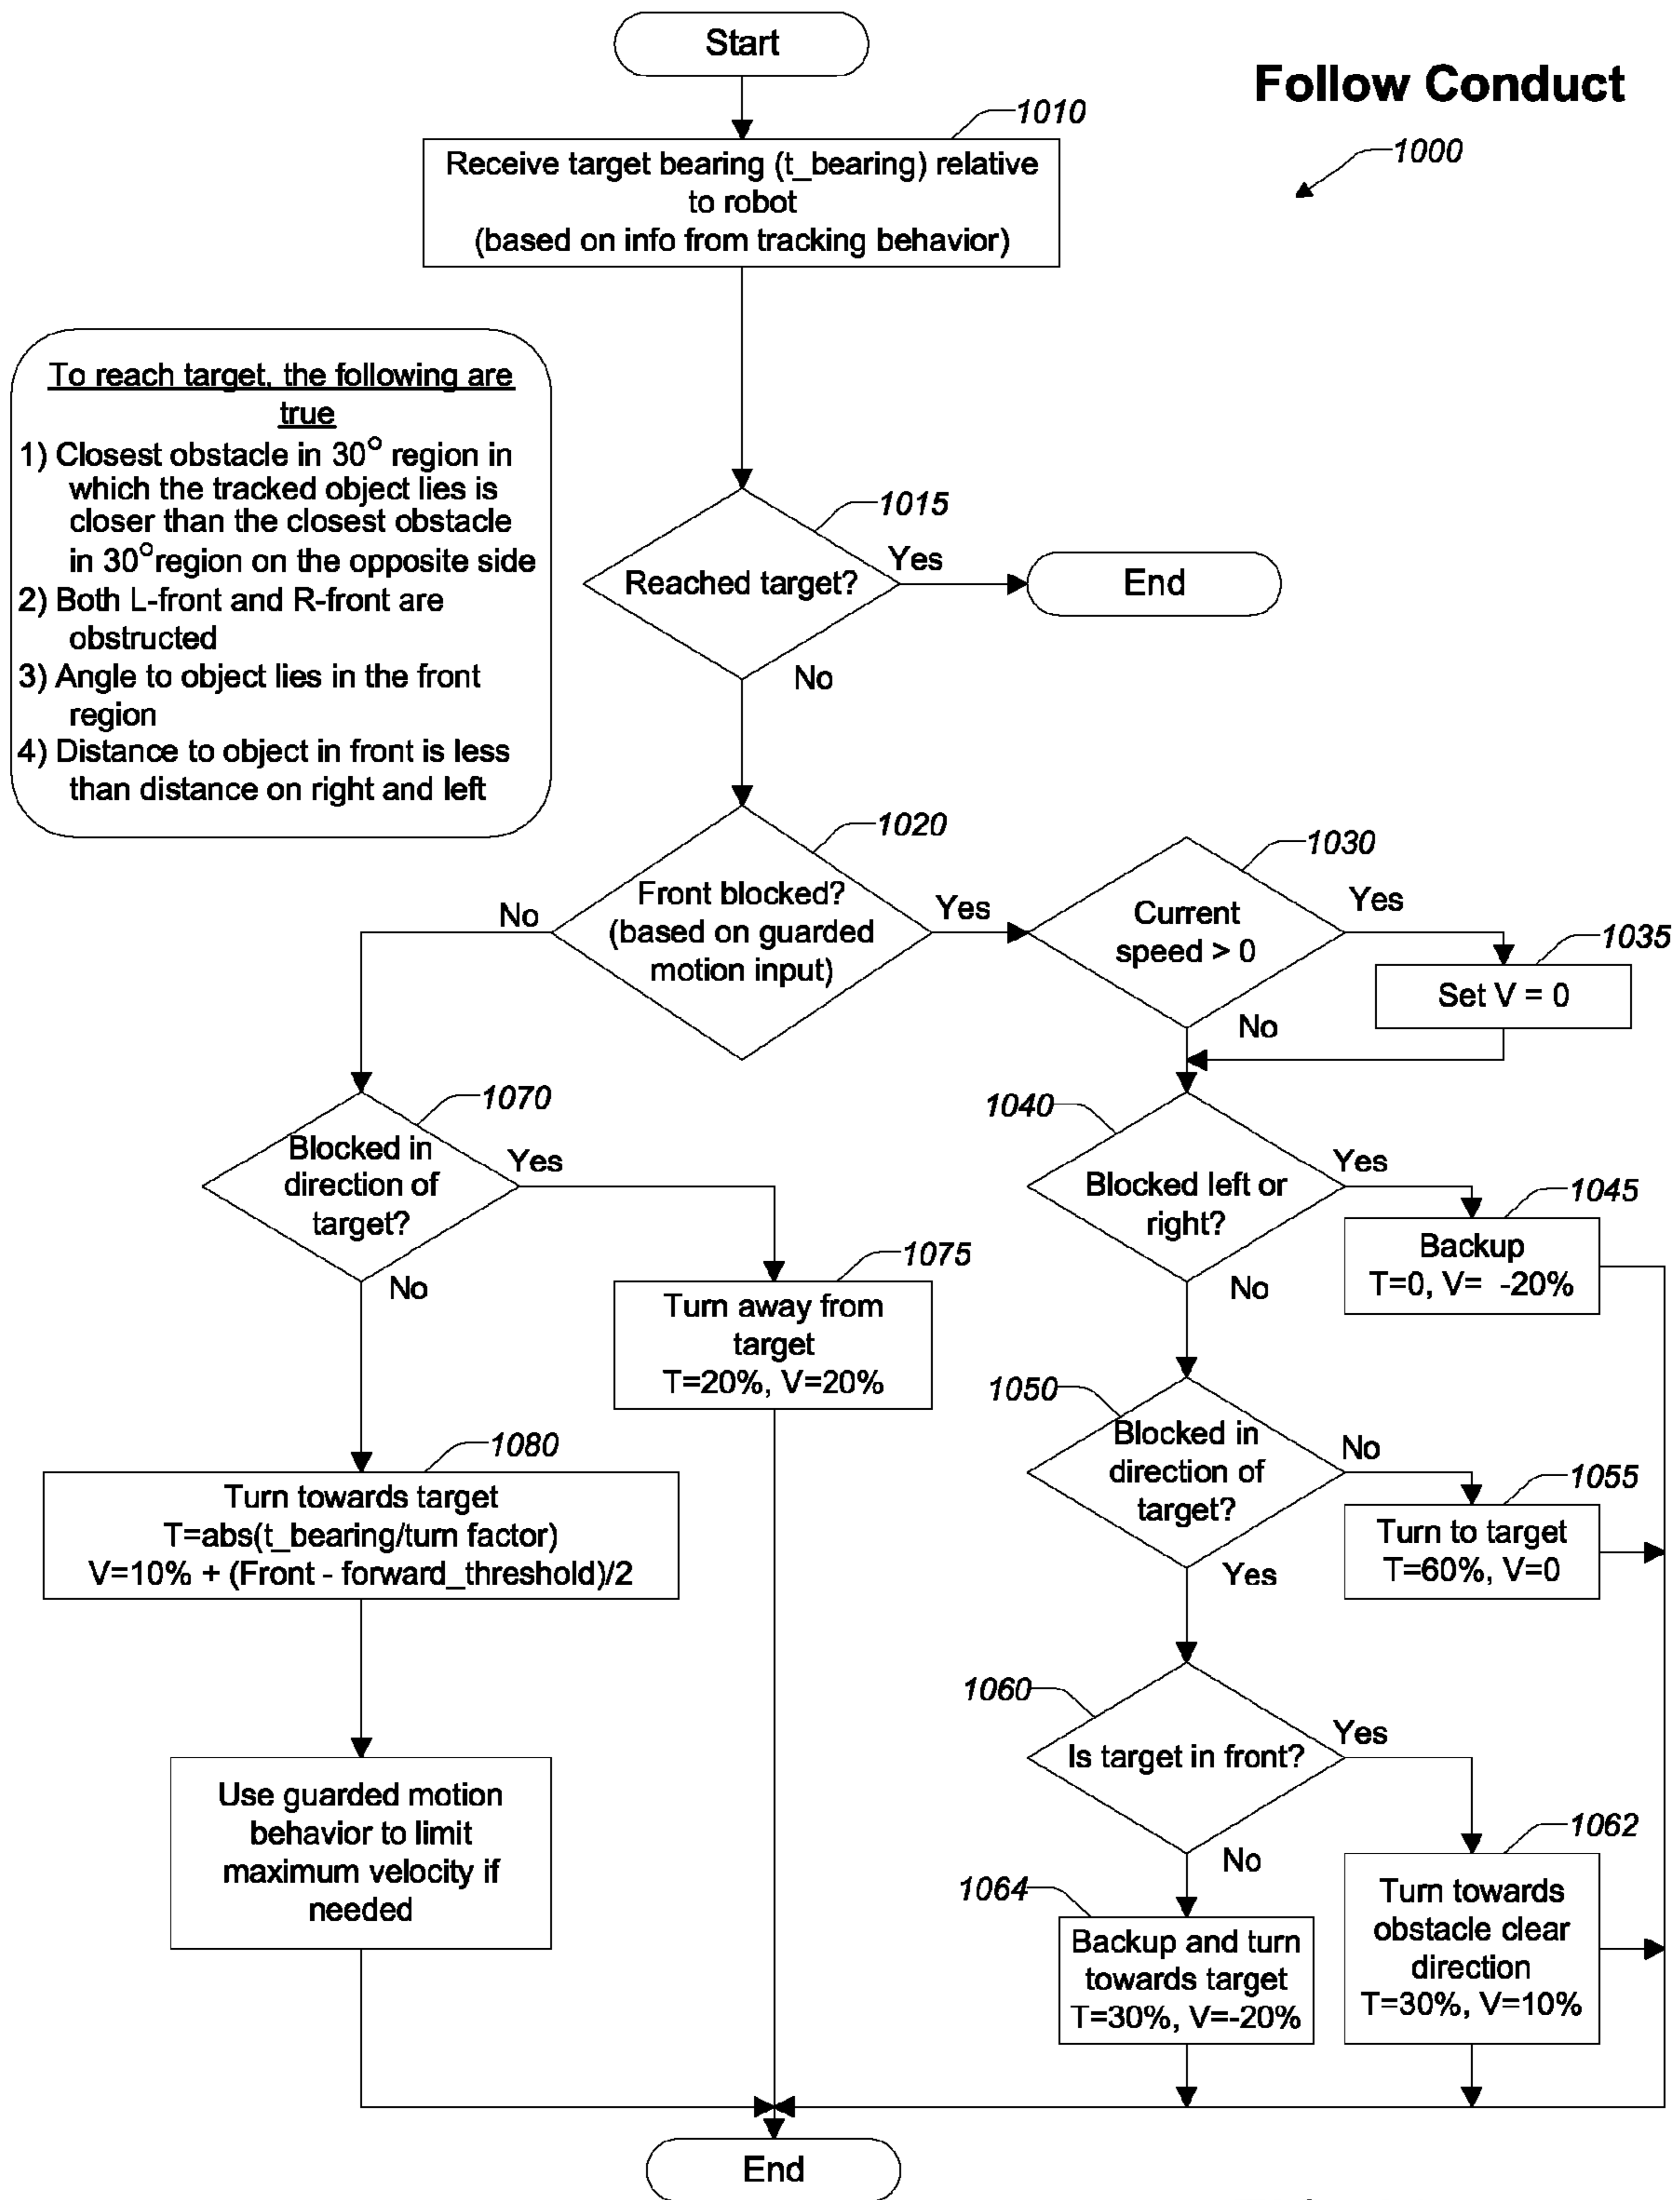 Start
Follow Conduct
1000
1010
Receive target bearing (t_bearing) relative
to robot
(based on info from tracking behavior)
To reach target, the following are
true
1) Closest obstacle in 30° region in
which the tracked object lies is
closer than the closest obstacle
in 30°region on the opposite side
2) Both L-front and R-front are
obstructed
3) Angle to object lies in the front
region
4) Distance to object in front is less
than distance on right and left
1015
Reached target?
Yes
End
No
1020
Front blocked?
(based on guarded
motion input)
No
Yes
1030
Current
speed > 0
Yes
1035
Set V = 0
No
1070
Blocked in
direction of
target?
Yes
No
1075
Turn away from
target
T=20%, V=20%
1040
Blocked left or
right?
Yes
1045
Backup
T=0, V= -20%
No
1050
Blocked in
direction of
target?
No
1055
Turn to target
T=60%, V=0
Yes
1080
Turn towards target
T=abs(t_bearing/turn factor)
V=10% + (Front - forward_threshold)/2
Use guarded motion
behavior to limit
maximum velocity if
needed
1060
Is target in front?
Yes
1062
Turn towards
obstacle clear
direction
T=30%, V=10%
No
1064
Backup and turn
towards target
T=30%, V=-20%
End